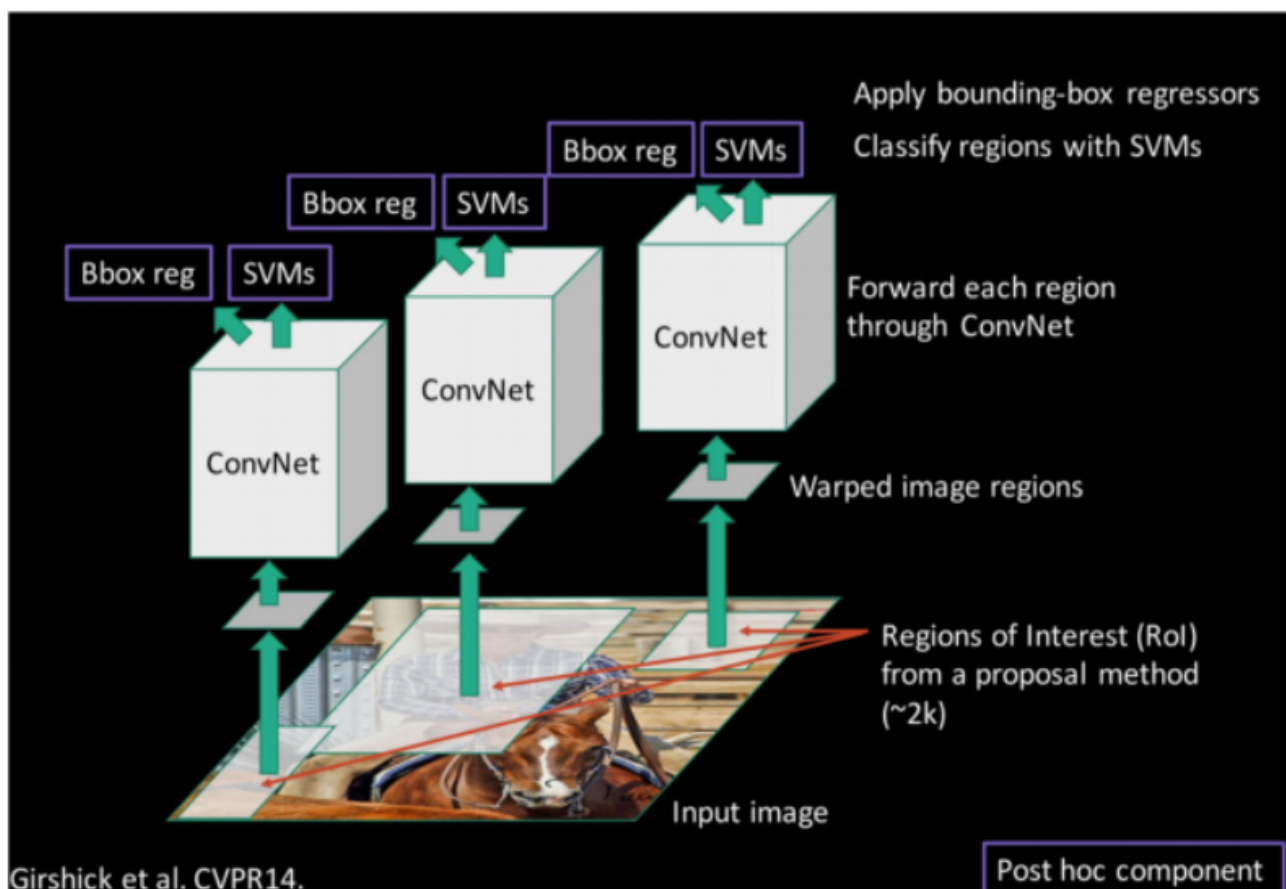 Apply bounding-box regressors
Bbox reg
SVMs
Classify regions with SVMs
Bbox reg
SVMs
Bbox reg
SVMs
Forward each region
through ConvNet
ConvNet
ConvNet
ConvNet
Warped image regions
Regions of Interest (RoI)
from a proposal method
(~2k)
Input image
Girshick et al. CVPR14.
Post hoc component